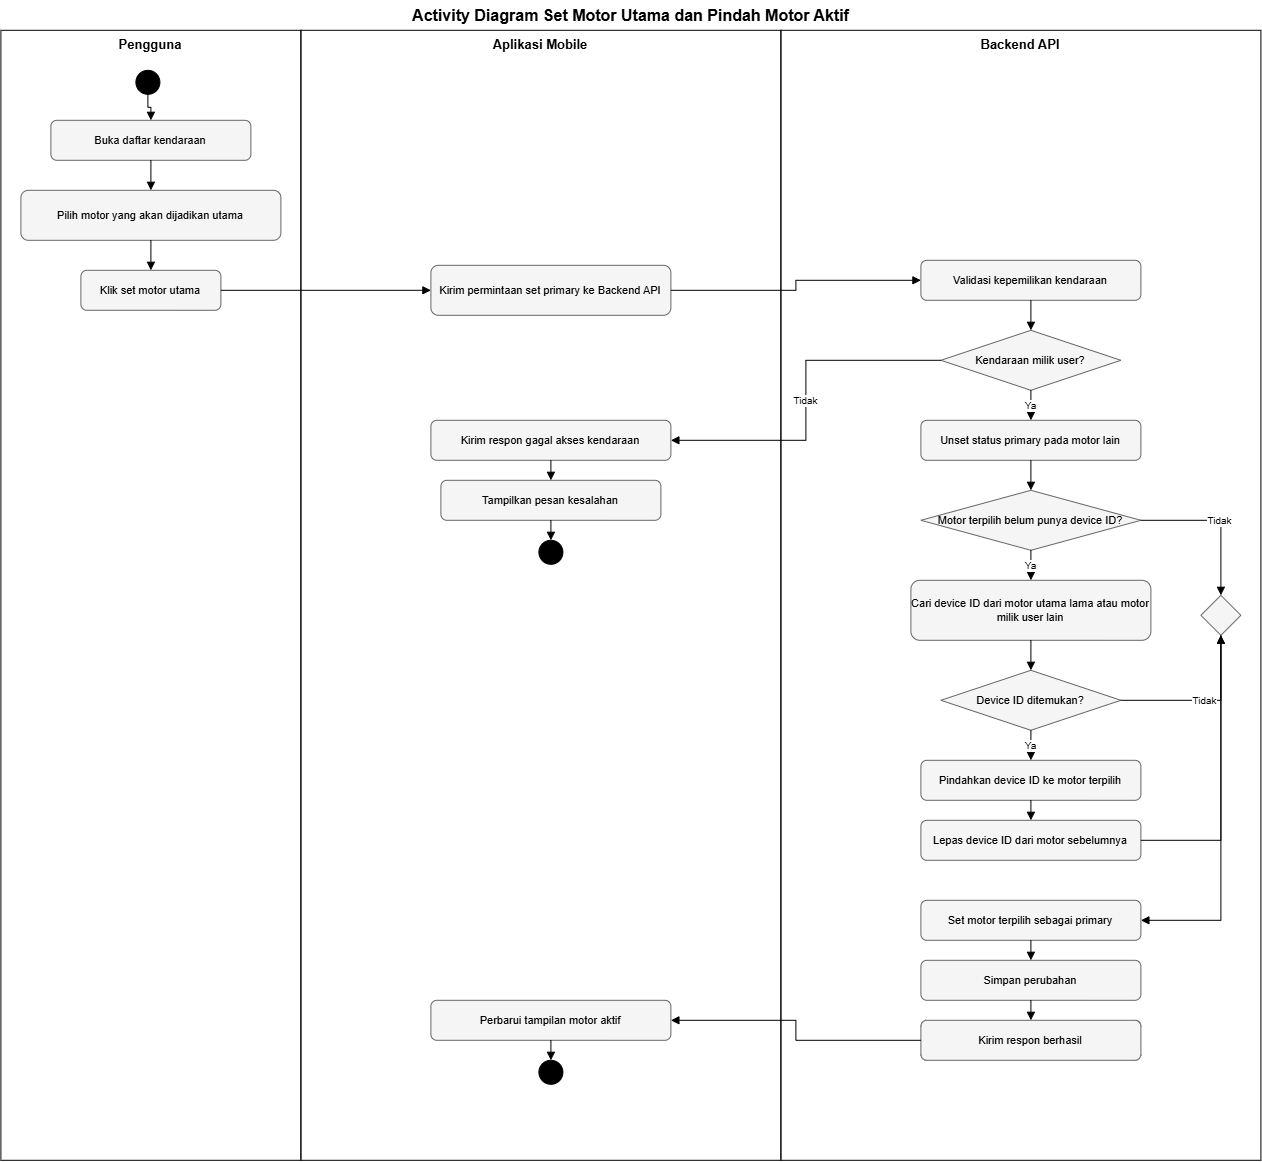 Activity Diagram Set Motor Utama dan Pindah Motor Aktif
Pengguna
Aplikasi Mobile
Backend API
Buka daftar kendaraan
Pilih motor yang akan dijadikan utama
Klik set motor utama
Kirim permintaan set primary ke Backend API
Validasi kepemilikan kendaraan
Kendaraan milik user?
Tidak
Ya
Kirim respon gagal akses kendaraan
Unset status primary pada motor lain
Tampilkan pesan kesalahan
Motor terpilih belum punya device ID?
Tidak
Ya
Cari device ID dari motor utama lama atau motor
milik user lain
Device ID ditemukan?
Tidak
Ya
Pindahkan device ID ke motor terpilih
Lepas device ID dari motor sebelumnya
Set motor terpilih sebagai primary
Simpan perubahan
Perbarui tampilan motor aktif
Kirim respon berhasil